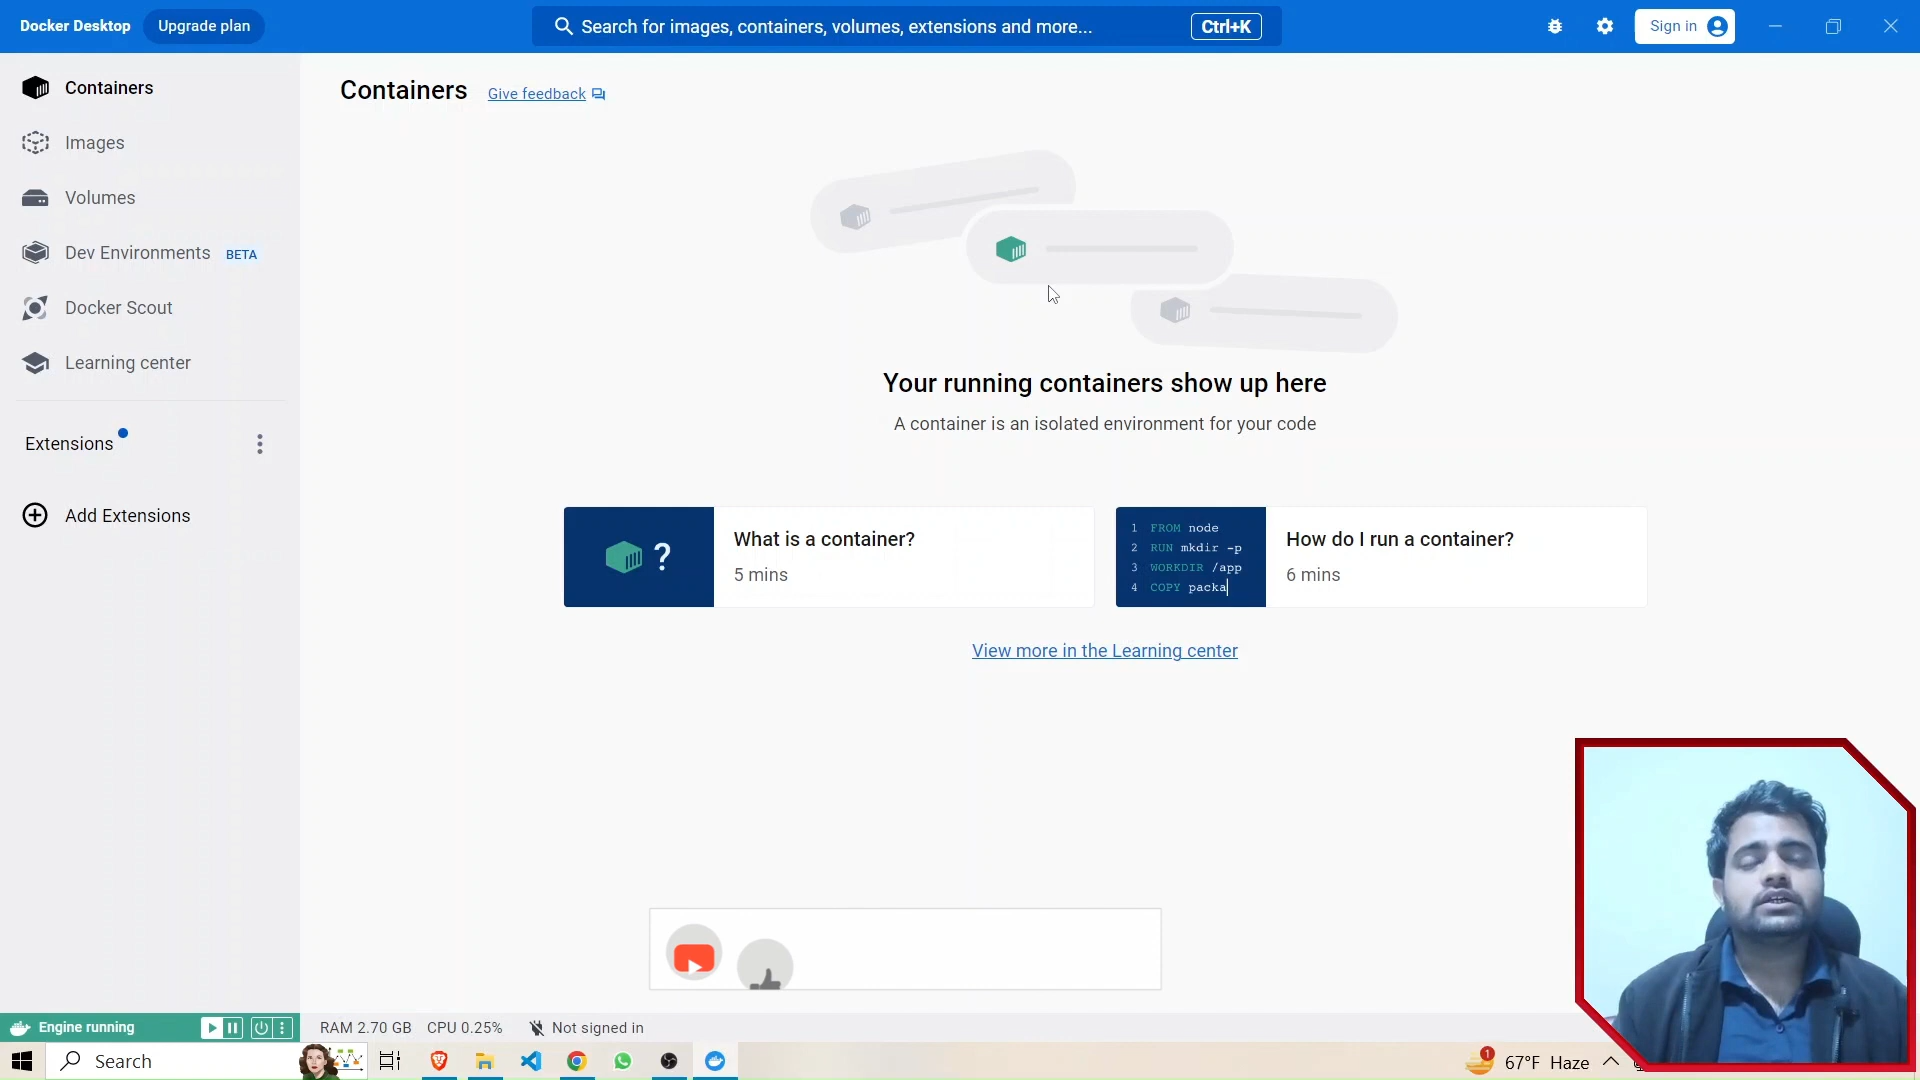 Docker Desktop
Upgrade plan
Search for images, containers, volumes, extensions and more...
Ctrl+K
Sign in
Containers
Images
Volumes
Dev Environments BETA
Docker Scout
Learning center
Extensions
Add Extensions
Containers
Give feedback
Your running containers show up here
A container is an isolated environment for your code
?
What is a container?
5 mins
1 FROM node
2 RUN mkdir -p
3 WORKDIR /app
4 COPY packa
How do I run a container?
6 mins
View more in the Learning center
Engine running
RAM 2.70 GB CPU 0.25%
Not signed in
Search
1
67°F Haze